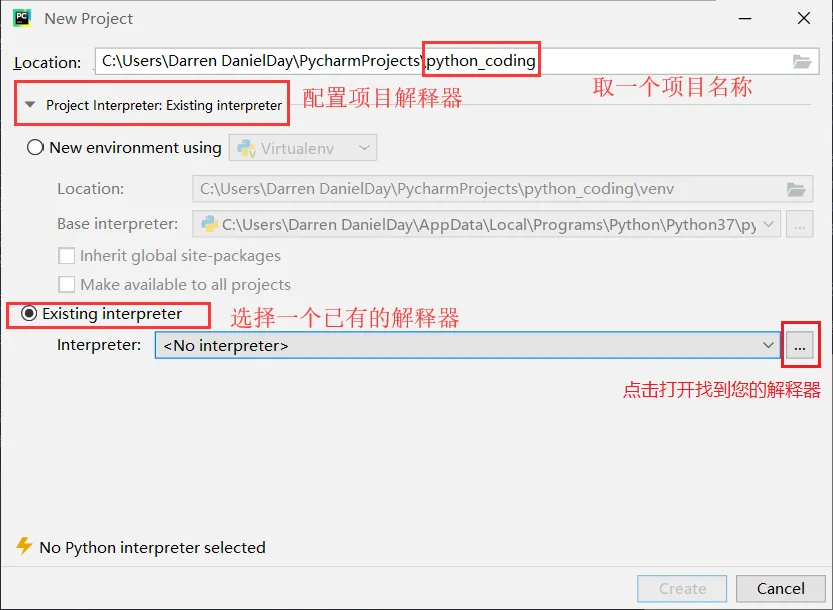 New Project
Location: C:\Users\Darren DanielDay\PycharmProjects\python_coding
取一个项目名称
Project Interpreter: Existing interpreter
配置项目解释器
New environment using Virtualenv
Location: C:\Users\Darren DanielDay\PycharmProjects\python_coding\venv
Base interpreter: C:\Users\Darren DanielDay\AppData\Local\Programs\Python\Python37\py ...
Inherit global site-packages
Make available to all projects
Existing interpreter
选择一个已有的解释器
Interpreter: <No interpreter> ...
点击打开找到您的解释器
No Python interpreter selected
Create Cancel